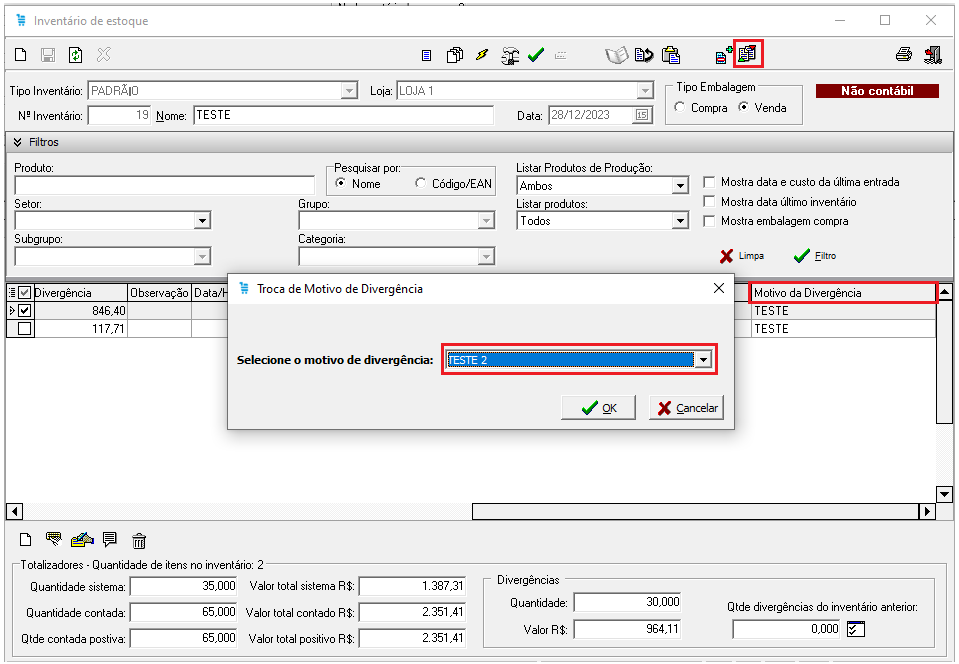 Inventário de estoque
Tipo Inventário: PADRÃO Loja: LOJA 1 Tipo Embalagem Compra Venda Não contábil
Nº Inventário: 19 Nome: TESTE Data: 28/12/2023 15
Filtros
Produto: Pesquisar por: Nome Código/EAN Listar Produtos de Produção: Ambos Mostra data e custo da última entrada
Setor: Grupo: Listar produtos: Todos Mostra data último inventário
Mostra embalagem compra
Subgrupo: Categoria: Limpa Filtro
Divergência Observação Data/H Motivo da Divergência
846,40 TESTE
117,71 TESTE
Troca de Motivo de Divergência
Selecione o motivo de divergência: TESTE 2
OK Cancelar
Totalizadores - Quantidade de itens no inventário: 2
Quantidade sistema: 35,000 Valor total sistema R$: 1.387,31
Quantidade contada: 65,000 Valor total contado R$: 2.351,41
Qtde contada postiva: 65,000 Valor total positivo R$: 2.351,41
Divergências
Quantidade: 30,000
Valor R$: 964,11
Qtde divergências do inventário anterior:
0,000